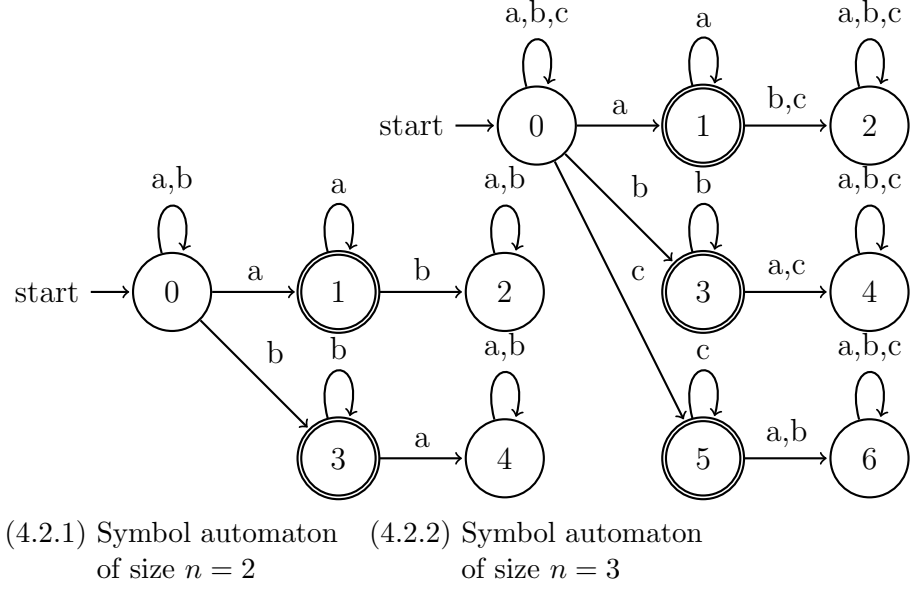 a,b,c
a
a,b,c
start
0
a
1
b,c
2
b
b
a,b,c
c
3
a,c
4
c
a,b,c
5
a,b
6
a,b
a
a,b
start
0
a
1
b
2
b
b
a,b
3
a
4
(4.2.1) Symbol automaton
of size n = 2
(4.2.2) Symbol automaton
of size n = 3